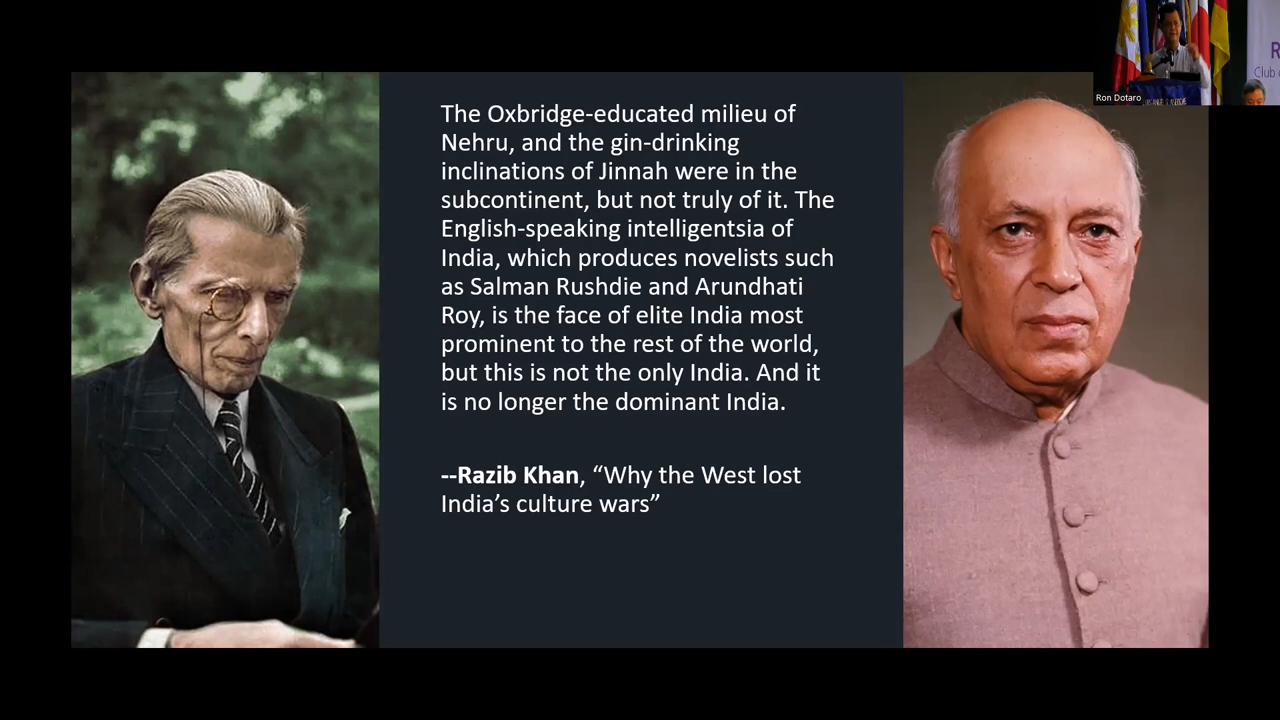 The Oxbridge-educated milieu of
Nehru, and the gin-drinking
inclinations of Jinnah were in the
subcontinent, but not truly of it. The
English-speaking intelligentsia of
India, which produces novelists such
as Salman Rushdie and Arundhati
Roy, is the face of elite India most
prominent to the rest of the world,
but this is not the only India. And it
is no longer the dominant India.
--Razib Khan, “Why the West lost
India’s culture wars”
R
Club
Ron Dotaro